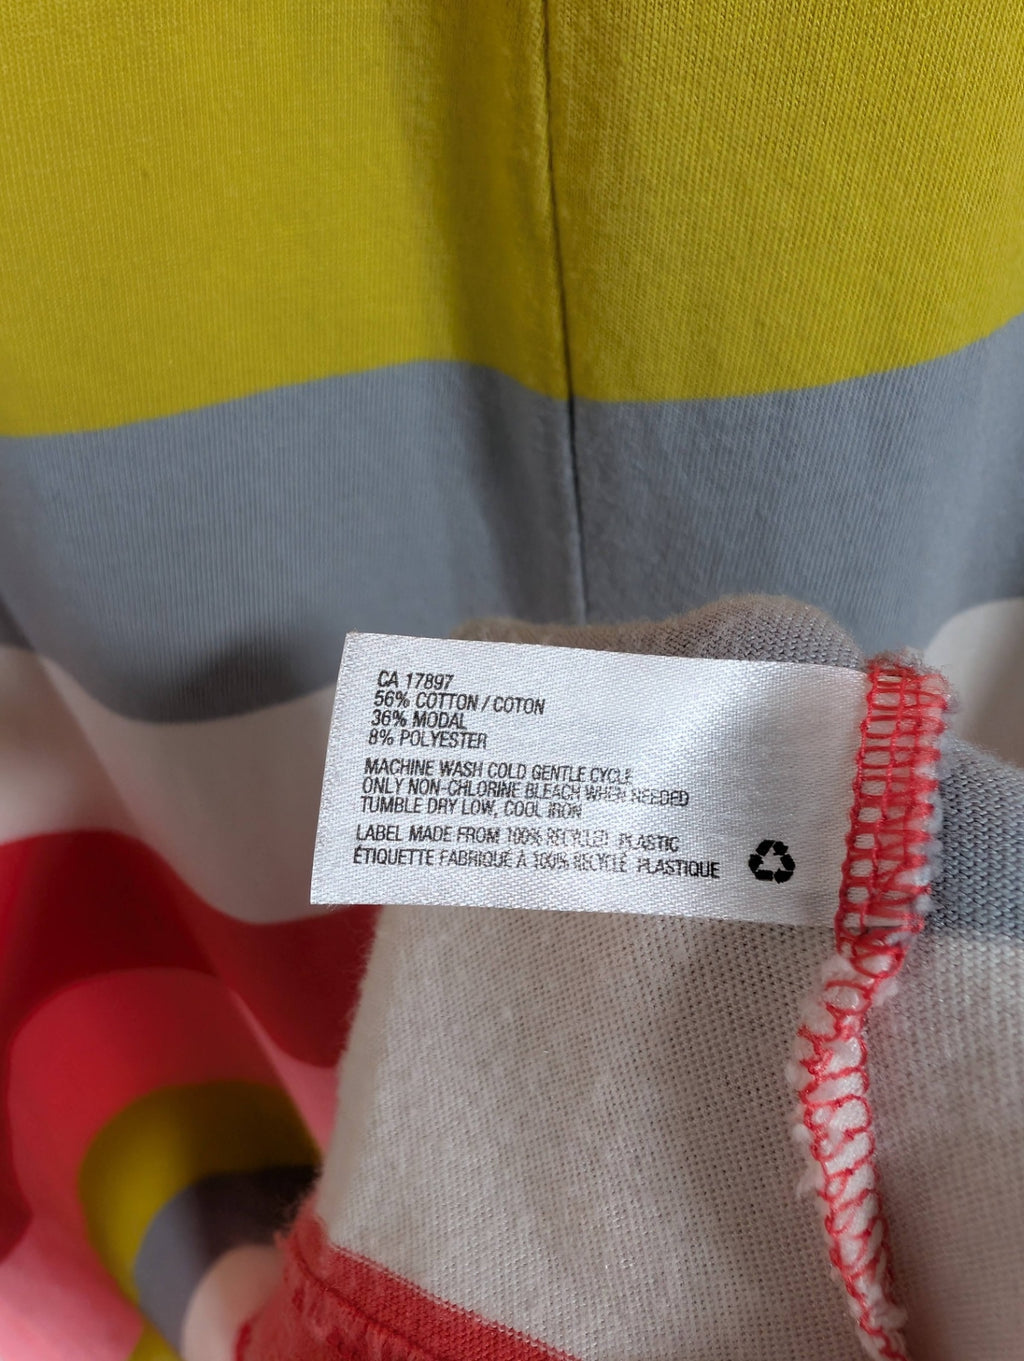 CA 17897
56% COTTON / COTON
36% MODAL
8% POLYESTER
MACHINE WASH COLD GENTLE CYCLE
ONLY NON-CHLORINE BLEACH WHEN NEEDED
TUMBLE DRY LOW, COOL IRON
LABEL MADE FROM 100% RECYCLED PLASTIC
ÉTIQUETTE FABRIQUÉ À 100% RECYCLÉ PLASTIQUE